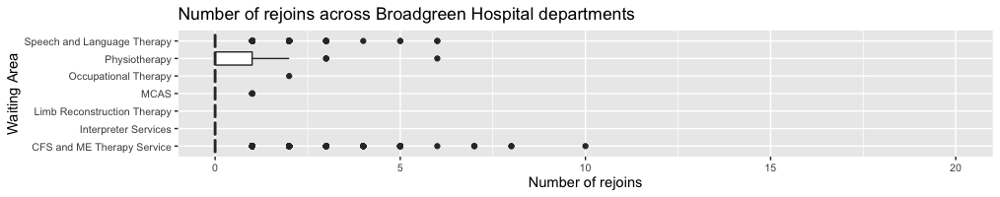 Number of rejoins across Broadgreen Hospital departments
Waiting Area
Speech and Language Therapy
Physiotherapy
Occupational Therapy
MCAS
Limb Reconstruction Therapy
Interpreter Services
CFS and ME Therapy Service
0 5 10 15 20
Number of rejoins